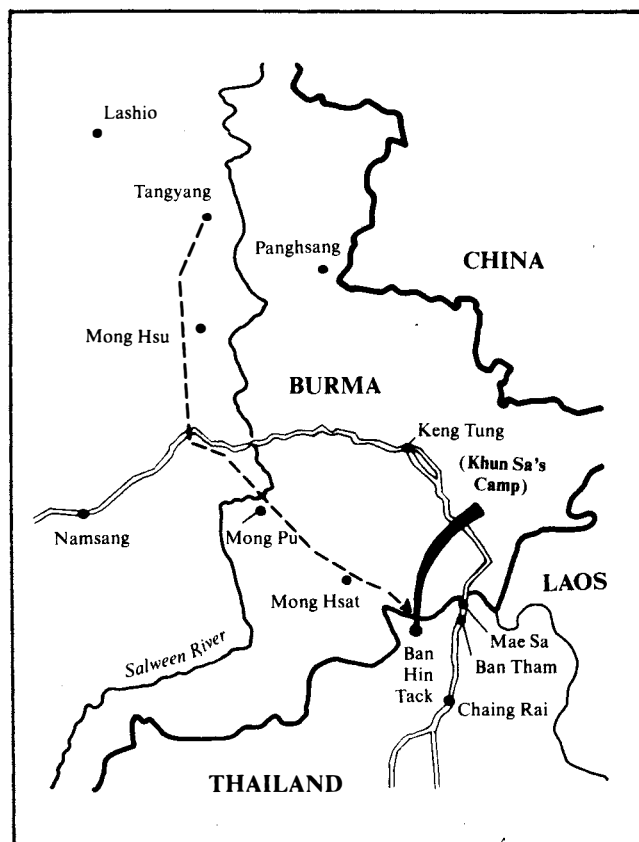 Lashio
Tangyang
Panghsang
CHINA
Mong Hsu
BURMA
Keng Tung
(Khun Sa's
Camp)
Namsang
Mong Pu
Mong Hsat
LAOS
Salween River
Ban
Hin
Tack
Mae Sa
Ban Tham
Chaing Rai
THAILAND